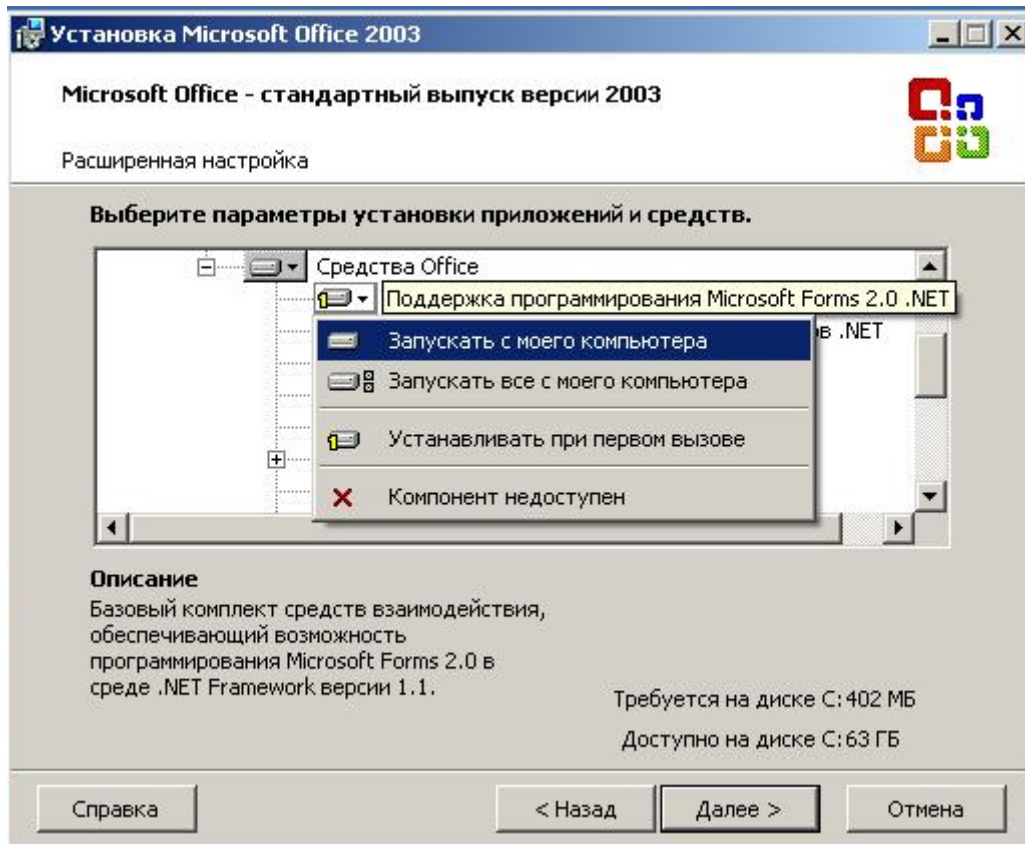 Установка Microsoft Office 2003
Microsoft Office - стандартный выпуск версии 2003
Расширенная настройка
Выберите параметры установки приложений и средств.
Средства Office
Поддержка программирования Microsoft Forms 2.0 .NET
.NET
Запускать с моего компьютера
Запускать все с моего компьютера
Устанавливать при первом вызове
Компонент недоступен
Описание
Базовый комплект средств взаимодействия,
обеспечивающий возможность
программирования Microsoft Forms 2.0 в
среде .NET Framework версии 1.1.
Требуется на диске C: 402 МБ
Доступно на диске C: 63 ГБ
Справка
< Назад
Далее >
Отмена